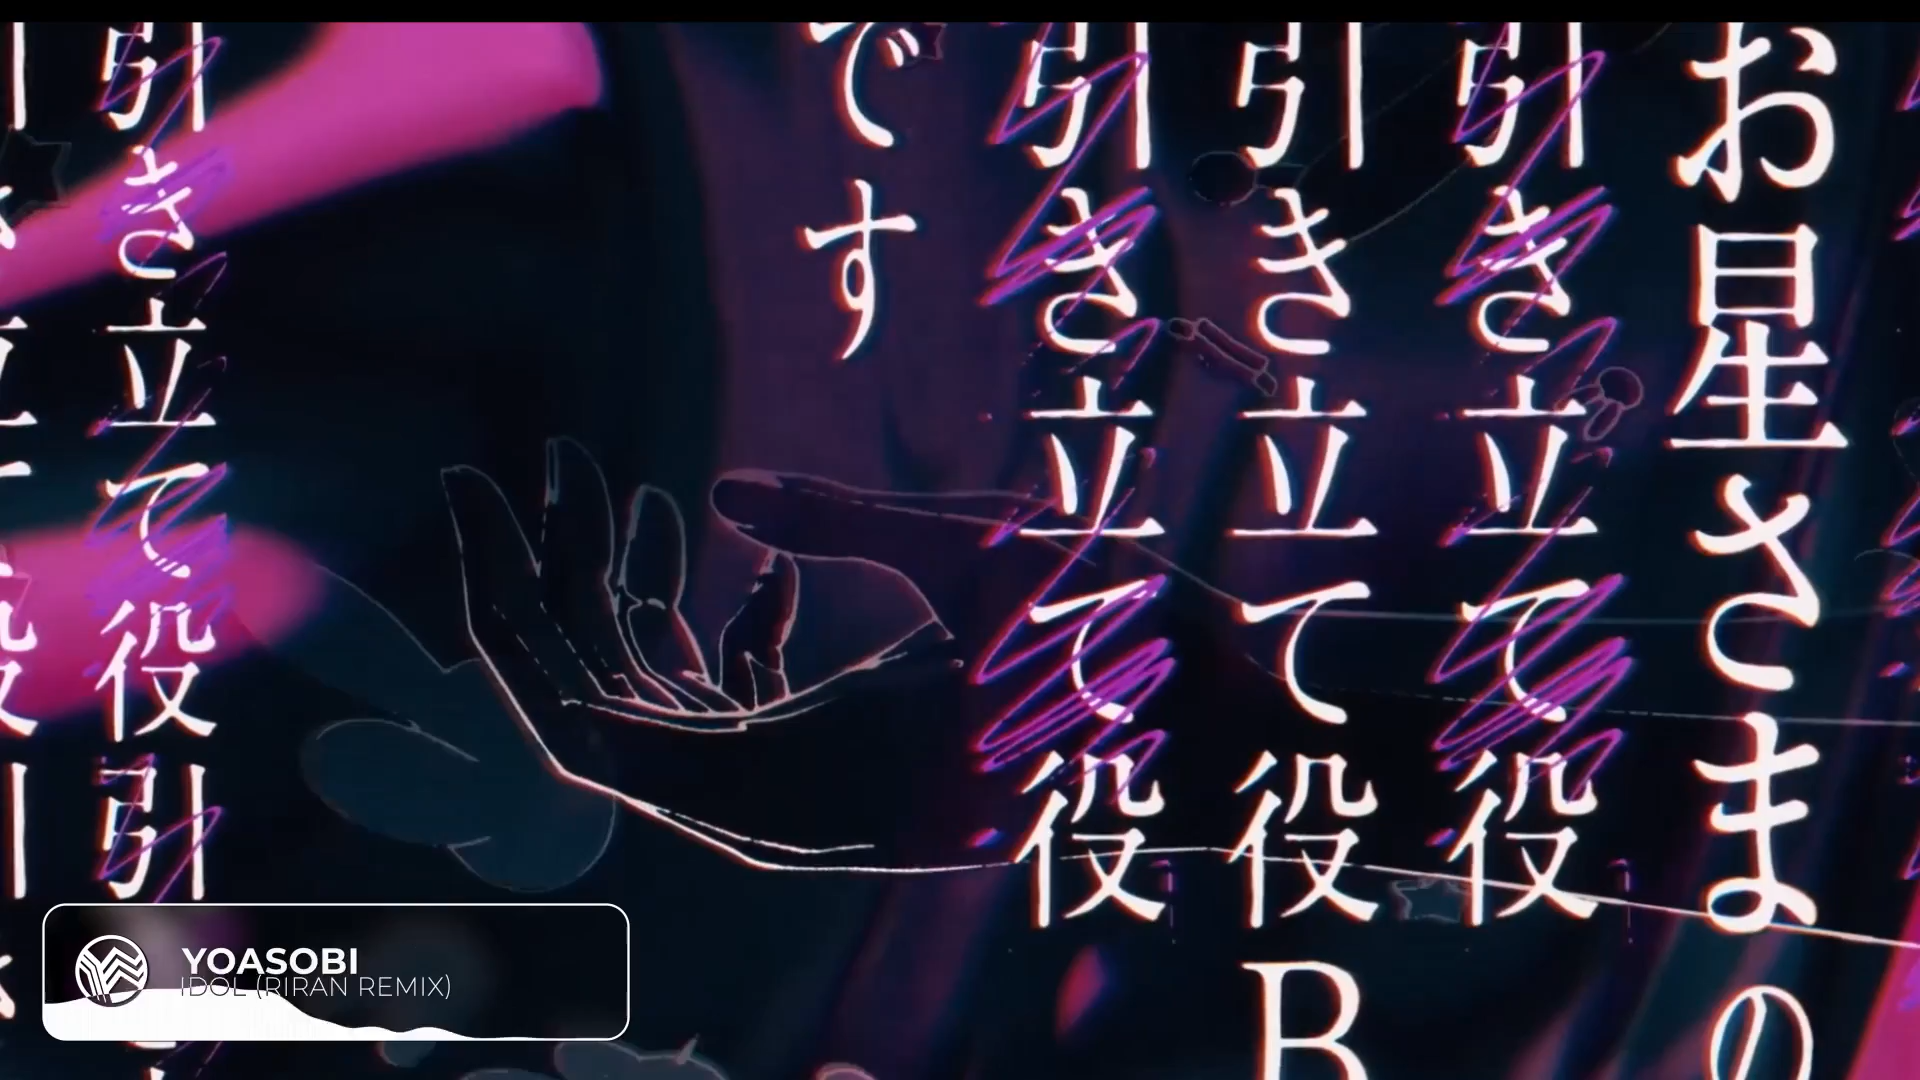 お星さまの
引き立て役
引き立て役B
引き立て役
です
引き立て役引
YOASOBI
IDOL (RIRAN REMIX)